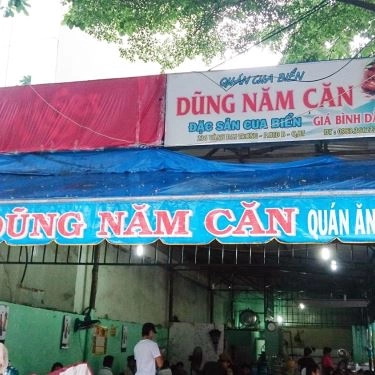 QUÁN CUA BIỂN
DŨNG NĂM CĂN
ĐẶC SẢN CUA BIỂN GIÁ BÌNH DÂ
DŨNG NĂM CĂN QUÁN ĂN